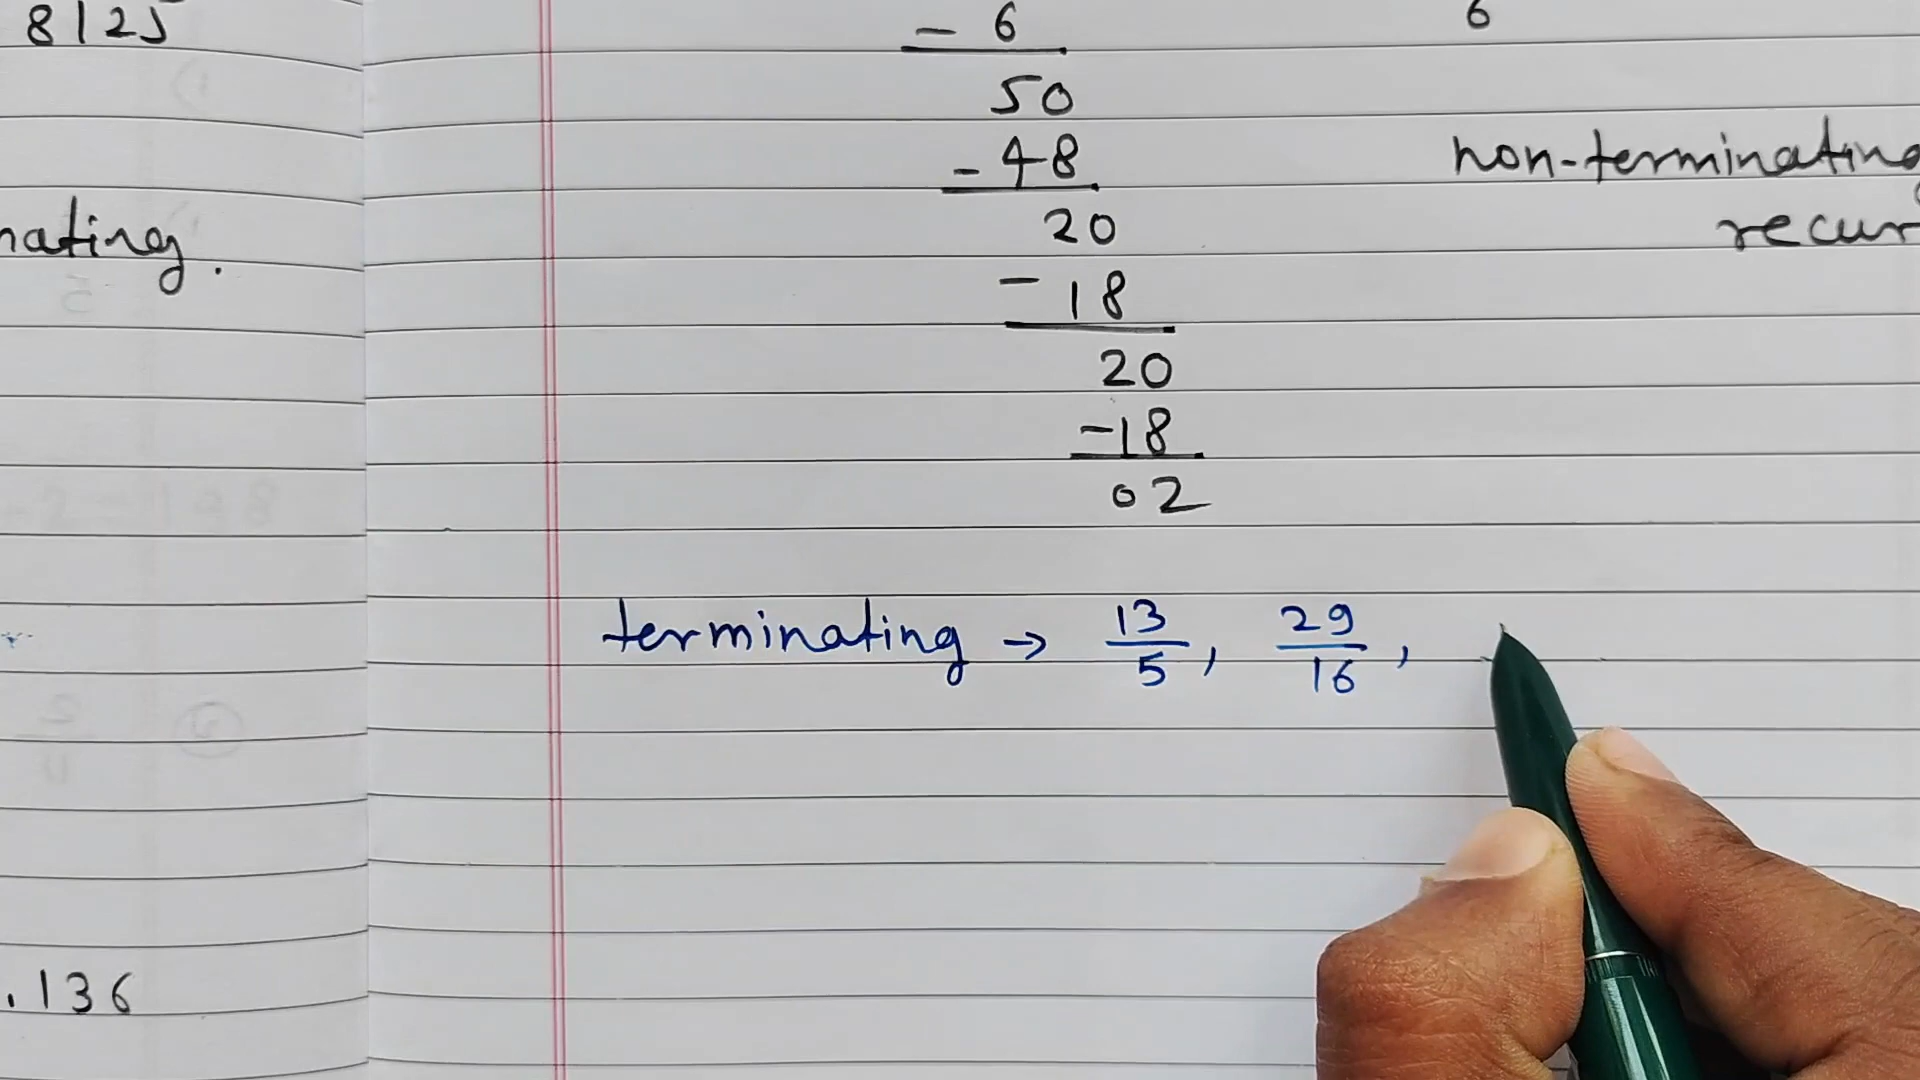 8125
nating.
.136
- 6
50
- 48
20
- 18
20
-18
02
6
non-terminating
recur
terminating → 13/5, 29/16,